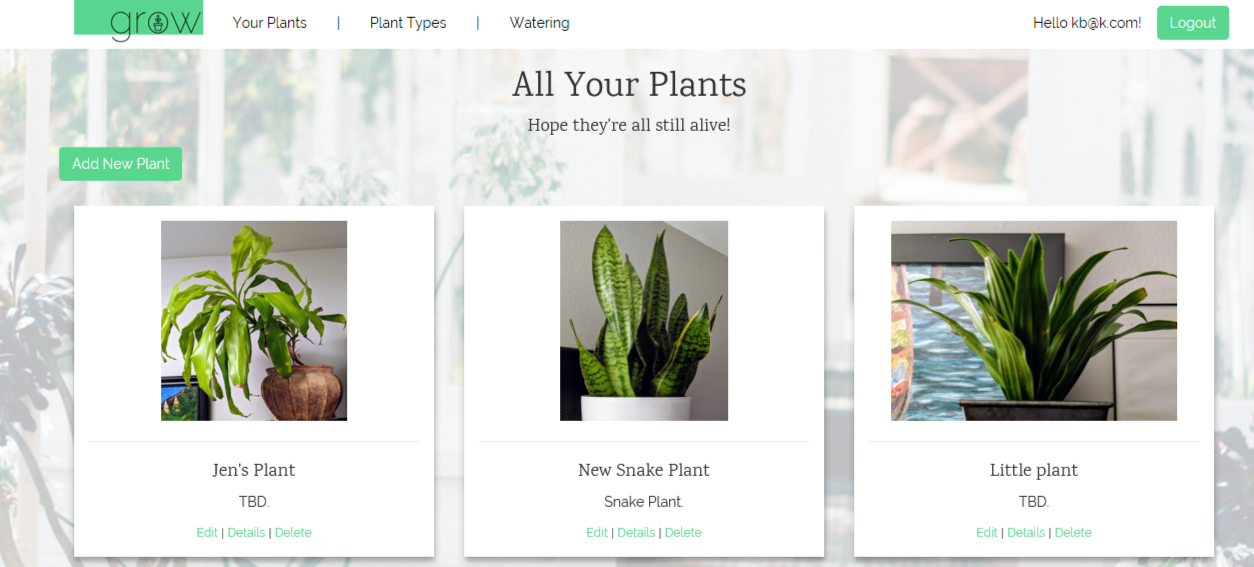 grow Your Plants | Plant Types | Watering Hello kb@k.com! Logout
All Your Plants
Hope they're all still alive!
Add New Plant
Jen's Plant
TBD.
Edit | Details | Delete
New Snake Plant
Snake Plant.
Edit | Details | Delete
Little plant
TBD.
Edit | Details | Delete